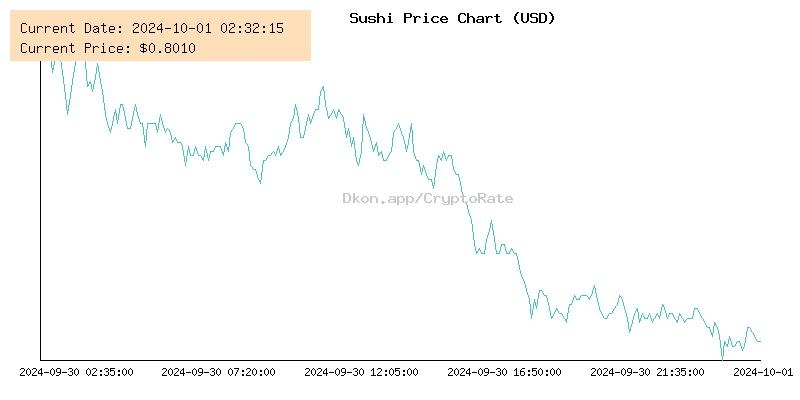 Sushi Price Chart (USD)
Current Date: 2024-10-01 02:32:15
Current Price: $0.8010
Dkon.app/CryptoRate
2024-09-30 02:35:00 2024-09-30 07:20:00 2024-09-30 12:05:00 2024-09-30 16:50:00 2024-09-30 21:35:00 2024-10-01